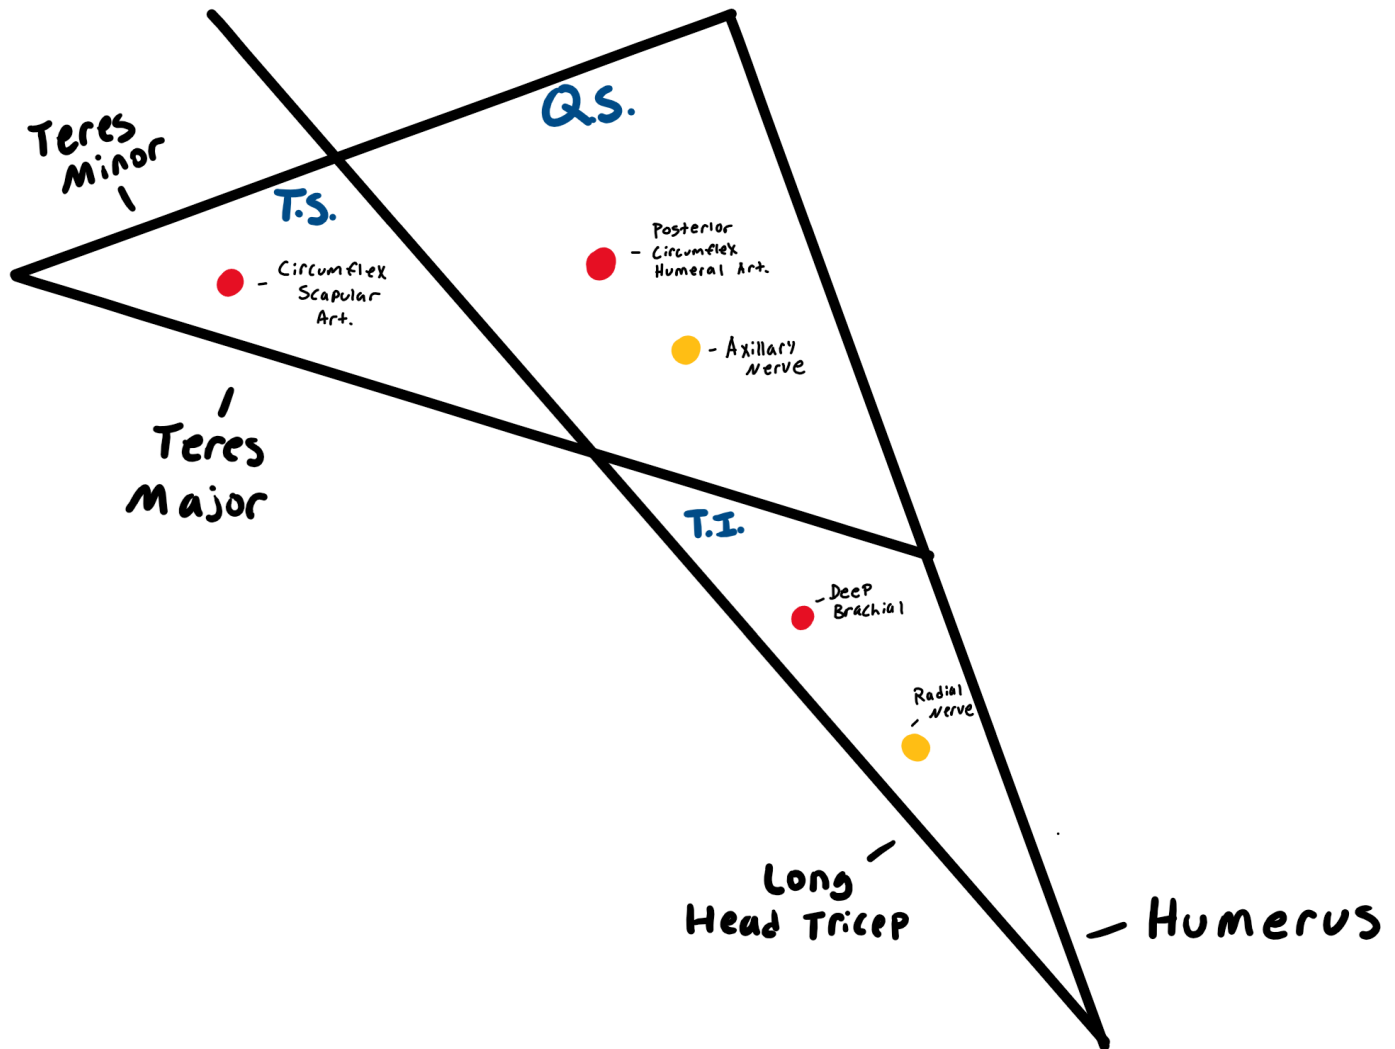 Q.S.
Teres
Minor
T.S.
Posterior
Circumflex
Humeral Art.
Circumflex
Scapular
Art.
Axillary
Nerve
Teres
Major
T.I.
Deep
Brachial
Radial
Nerve
Long
Head Tricep
Humerus